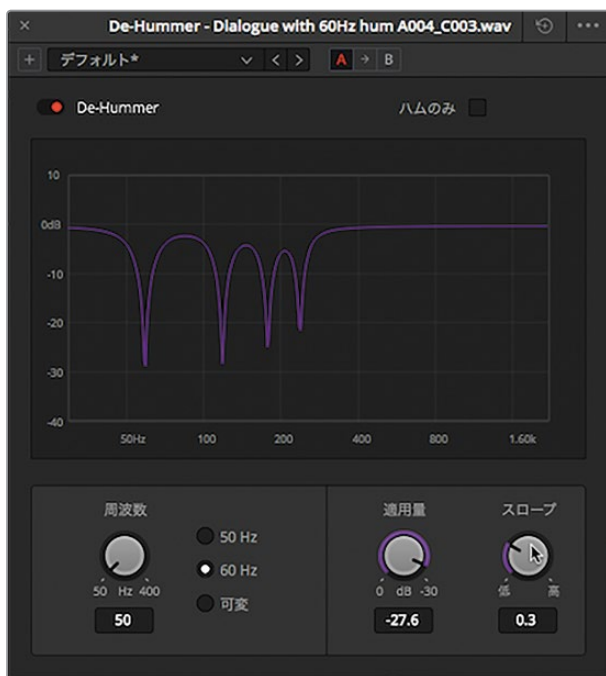 De-Hummer - Dialogue with 60Hz hum A004_C003.wav
デフォルト*
A
B
De-Hummer
ハムのみ
10
0dB
-10
-20
-30
-40
50Hz 100 200 400 800 1.60k
周波数
50 Hz 400
50
50 Hz
60 Hz
可変
適用量
0 dB -30
-27.6
スロープ
低 高
0.3